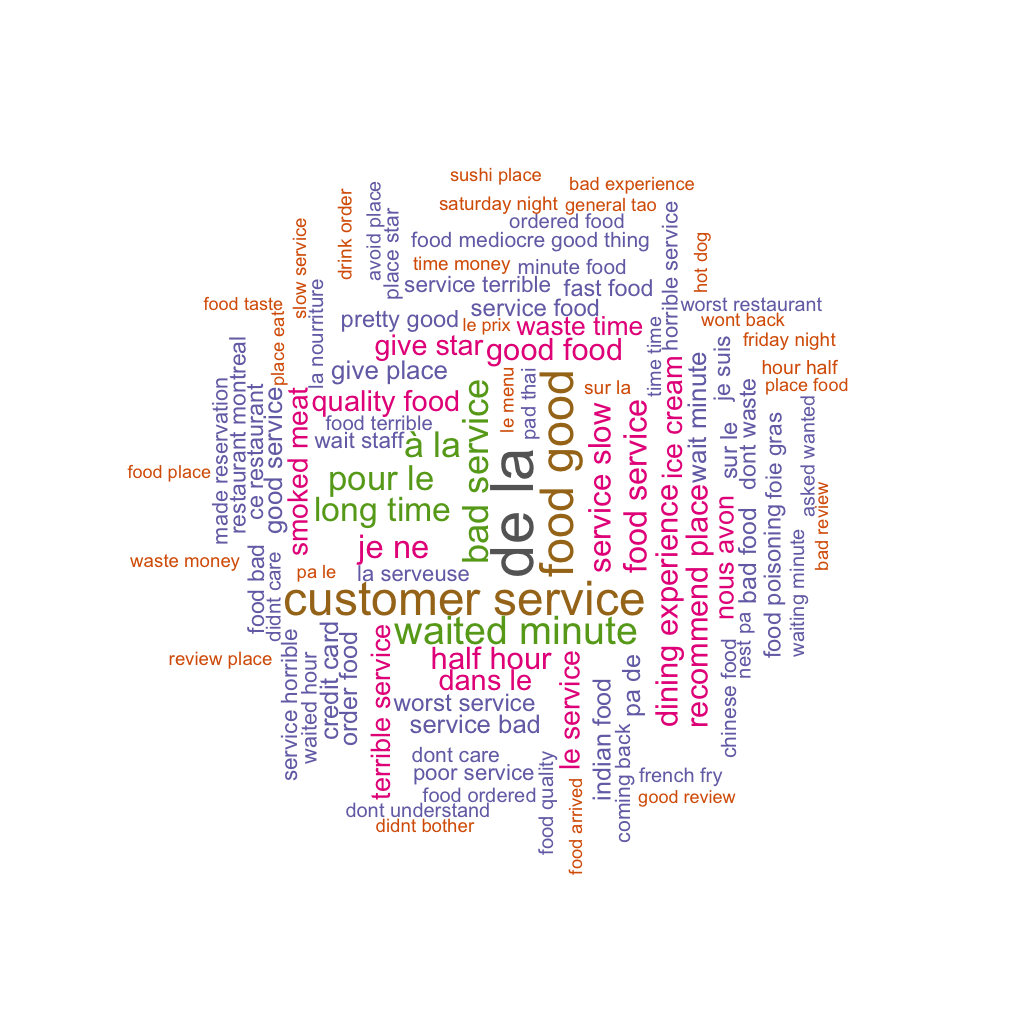 sushi place
bad experience
saturday night
general tao
ordered food
food mediocre
good thing
drink order
avoid place
place star
slow service
time money
minute food
service terrible
fast food
horrible service
hot dog
food taste
place eat
la nourriture
pretty good
service food
le prix
waste time
time time
worst restaurant
wont back
friday night
give star
good food
give place
je suis
hour half
place food
quality food
le menu
pad thai
sur la
food terrible
wait staff
à la
bad service
food good
service slow
food service
ice cream
wait minute
sur le
dont waste
foie gras
asked wanted
made reservation
restaurant montreal
ce restaurant
good service
smoked meat
food place
pour le
long time
de la
je ne
dining experience
recommend place
nous avon
bad food
food poisoning
waiting minute
bad review
waste money
pa le
la serveuse
food bad
didnt care
customer service
waited minute
nest pa
chinese food
review place
service horrible
waited hour
credit card
order food
terrible service
half hour
dans le
le service
pa de
indian food
worst service
service bad
dont care
poor service
food quality
food arrived
coming back
french fry
good review
food ordered
dont understand
didnt bother